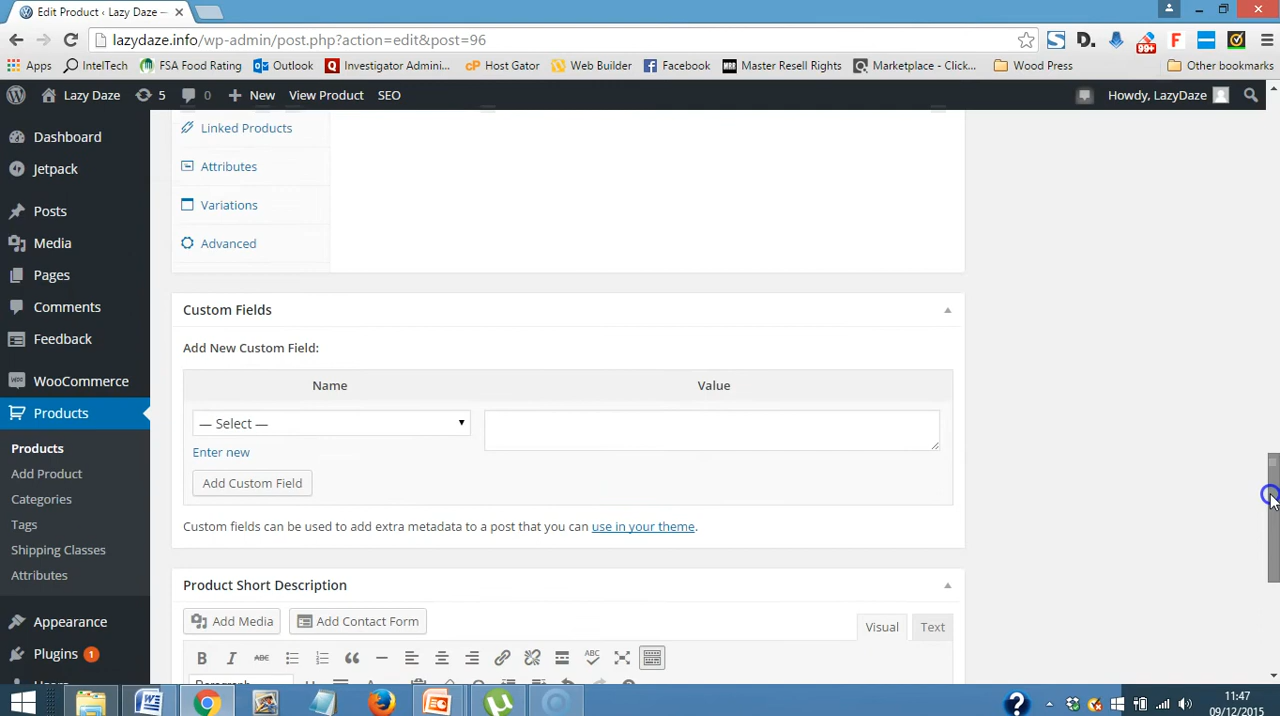 Edit Product ‹ Lazy Daze —
lazydaze.info/wp-admin/post.php?action=edit&post=96
99+
Apps IntelTech FSA Food Rating Outlook Investigator Admini... cP Host Gator Web Builder Facebook MRR Master Resell Rights Marketplace - Click... Wood Press Other bookmarks
Lazy Daze 5 0 New View Product SEO Howdy, LazyDaze
Dashboard
Jetpack
Posts
Media
Pages
Comments
Feedback
WooCommerce
Products
Products
Add Product
Categories
Tags
Shipping Classes
Attributes
Appearance
Plugins 1
Linked Products
Attributes
Variations
Advanced
Custom Fields
Add New Custom Field:
Name Value
— Select —
Enter new
Add Custom Field
Custom fields can be used to add extra metadata to a post that you can use in your theme.
Product Short Description
Add Media Add Contact Form Visual Text
B I ABC ABC
11:47
09/12/2015